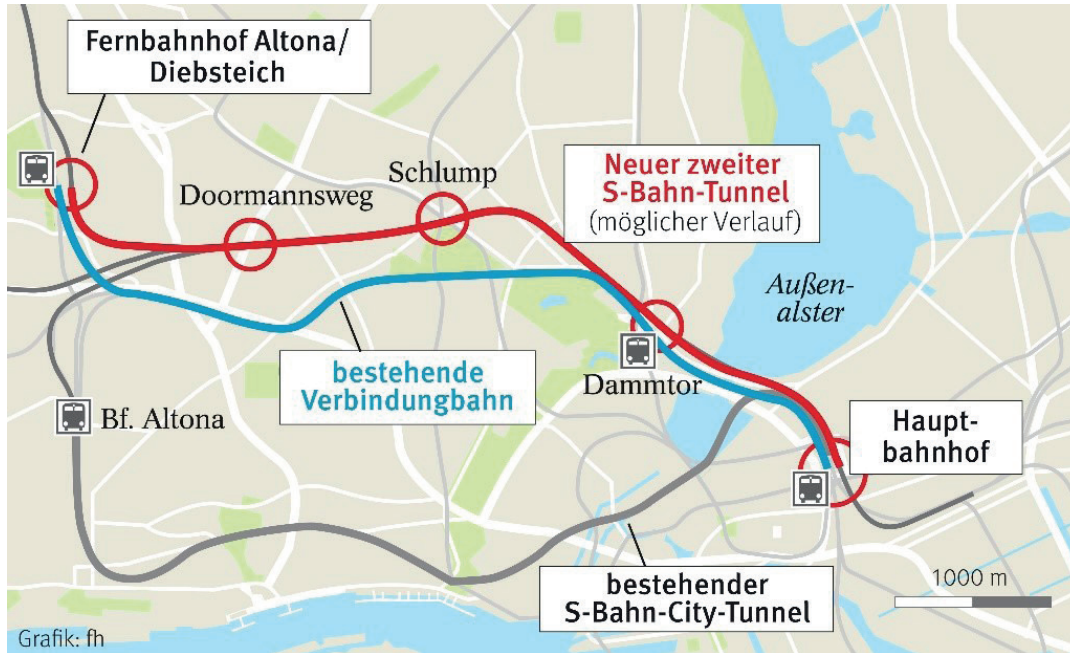 Fernbahnhof Altona/
Diebsteich
Schlump
Doormannsweg
Neuer zweiter
S-Bahn-Tunnel
(möglicher Verlauf)
Außen-
alster
bestehende
Verbindungbahn
Dammtor
Bf. Altona
Haupt-
bahnhof
bestehender
S-Bahn-City-Tunnel
1000 m
Grafik: fh